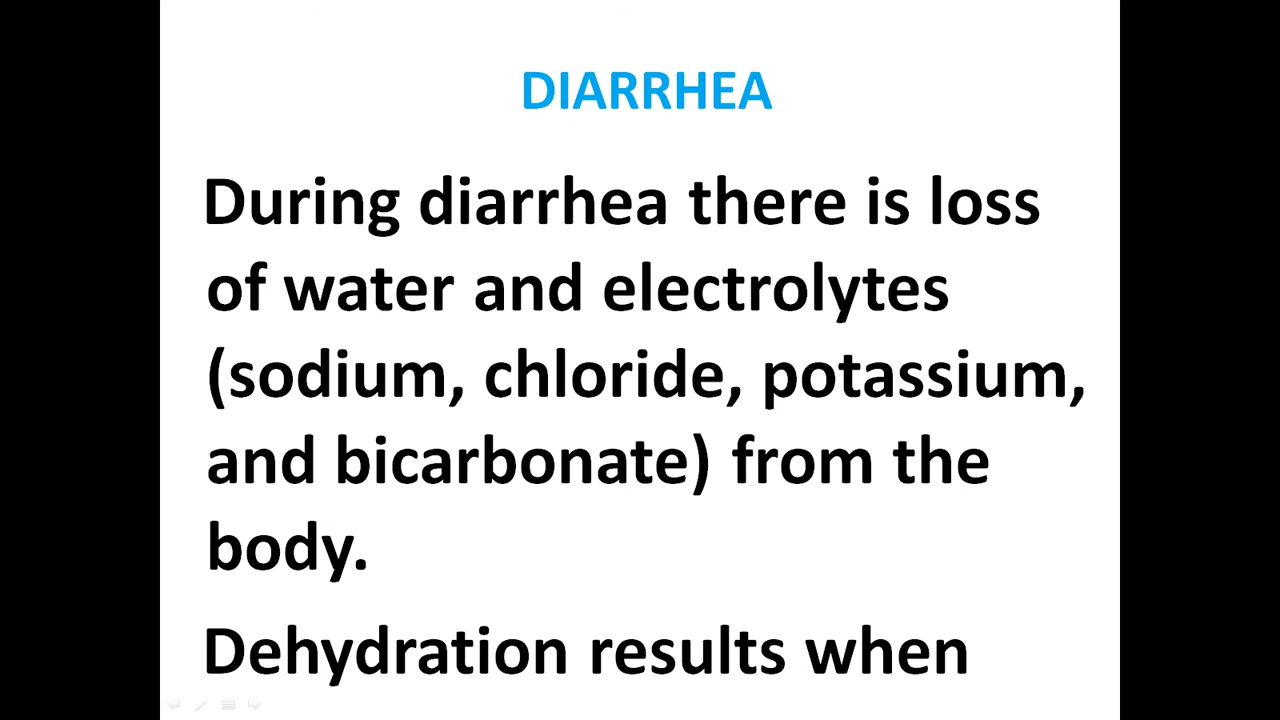 DIARRHEA
During diarrhea there is loss
of water and electrolytes
(sodium, chloride, potassium,
and bicarbonate) from the
body.
Dehydration results when